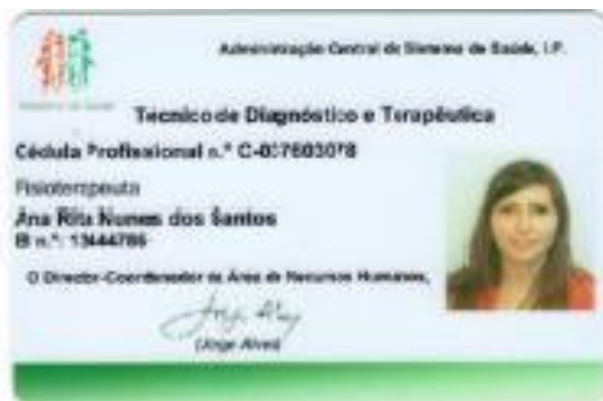 Administração Central do Sistema de Saúde, I.P.
Técnico de Diagnóstico e Terapêutica
Cédula Profissional n.º
Fisioterapeuta
Ana Rita Nunes dos Santos
BI n.º:
O Director-Coordenador da Área de Recursos Humanos,
(Jorge Alves)